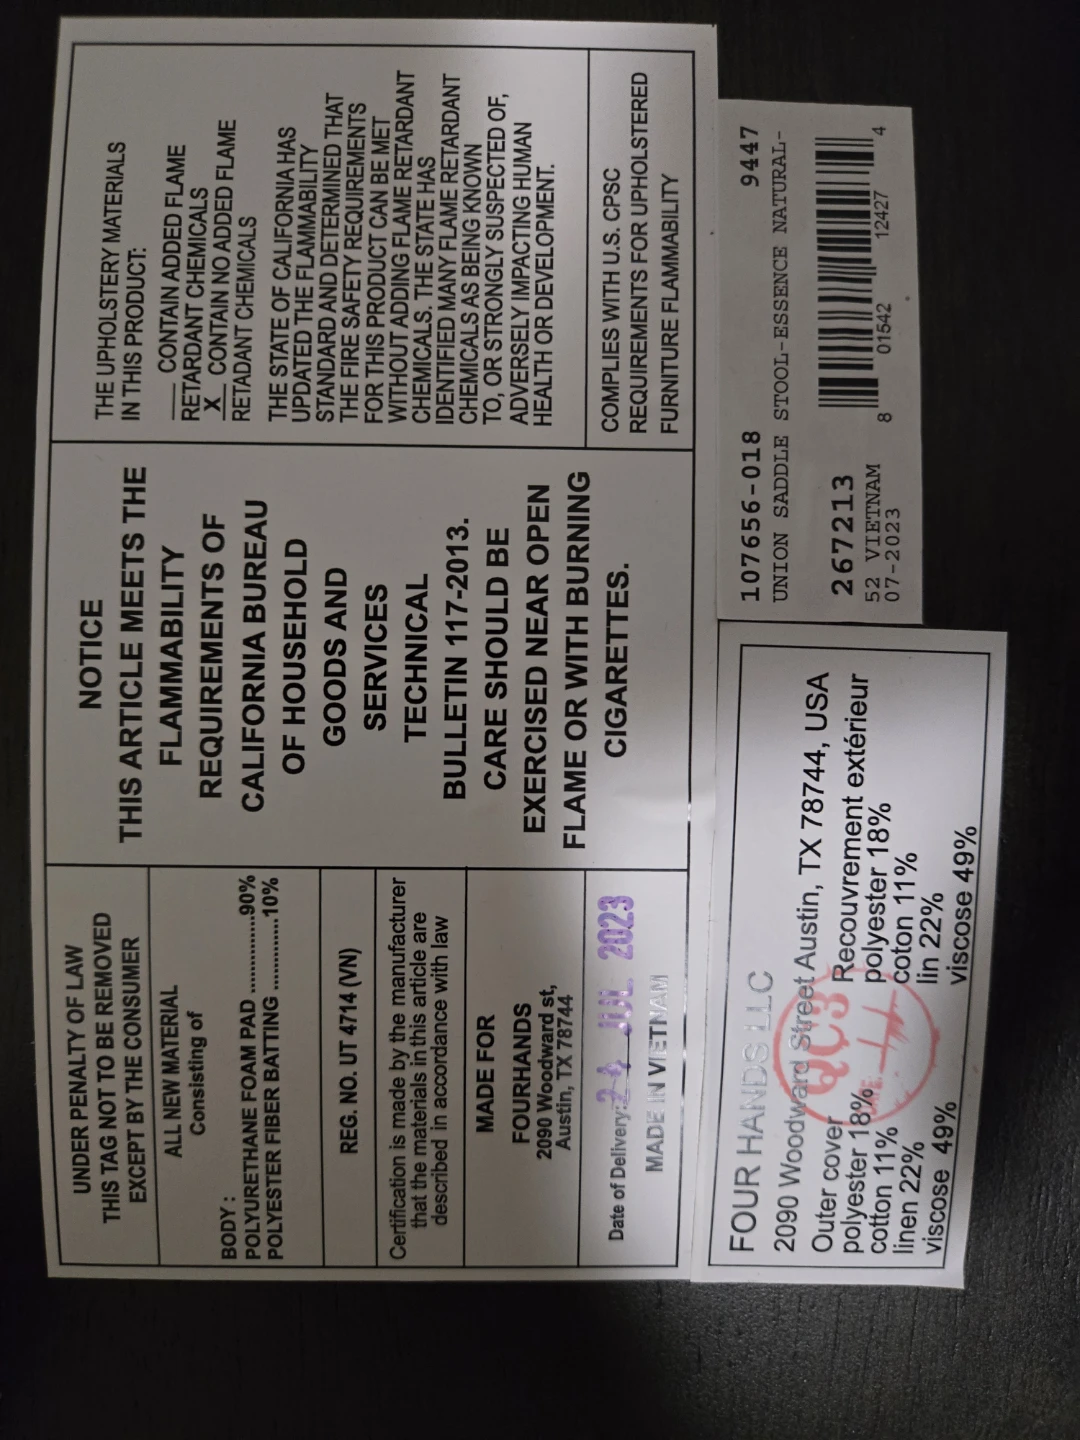 UNDER PENALTY OF LAW
THIS TAG NOT TO BE REMOVED
EXCEPT BY THE CONSUMER
ALL NEW MATERIAL
Consisting of
BODY :
POLYURETHANE FOAM PAD ..............90%
POLYESTER FIBER BATTING ..............10%
REG. NO. UT 4714 (VN)
Certification is made by the manufacturer
that the materials in this article are
described in accordance with law
MADE FOR
FOURHANDS
2090 Woodward st,
Austin, TX 78744
Date of Delivery: 24 JUL 2023
MADE IN VIETNAM
NOTICE
THIS ARTICLE MEETS THE
FLAMMABILITY
REQUIREMENTS OF
CALIFORNIA BUREAU
OF HOUSEHOLD
GOODS AND
SERVICES
TECHNICAL
BULLETIN 117-2013.
CARE SHOULD BE
EXERCISED NEAR OPEN
FLAME OR WITH BURNING
CIGARETTES.
THE UPHOLSTERY MATERIALS
IN THIS PRODUCT:
___ CONTAIN ADDED FLAME
RETARDANT CHEMICALS
_X_ CONTAIN NO ADDED FLAME
RETADANT CHEMICALS
THE STATE OF CALIFORNIA HAS
UPDATED THE FLAMMABILITY
STANDARD AND DETERMINED THAT
THE FIRE SAFETY REQUIREMENTS
FOR THIS PRODUCT CAN BE MET
WITHOUT ADDING FLAME RETARDANT
CHEMICALS. THE STATE HAS
IDENTIFIED MANY FLAME RETARDANT
CHEMICALS AS BEING KNOWN
TO, OR STRONGLY SUSPECTED OF,
ADVERSELY IMPACTING HUMAN
HEALTH OR DEVELOPMENT.
COMPLIES WITH U.S. CPSC
REQUIREMENTS FOR UPHOLSTERED
FURNITURE FLAMMABILITY
FOUR HANDS LLC
2090 Woodward Street Austin, TX 78744, USA
Outer cover
polyester 18%
cotton 11%
linen 22%
viscose 49%
Recouvrement extérieur
polyester 18%
coton 11%
lin 22%
viscose 49%
QC3
107656-018 9447
UNION SADDLE STOOL-ESSENCE NATURAL-
267213
52 VIETNAM
07-2023
8 01542 12427 4